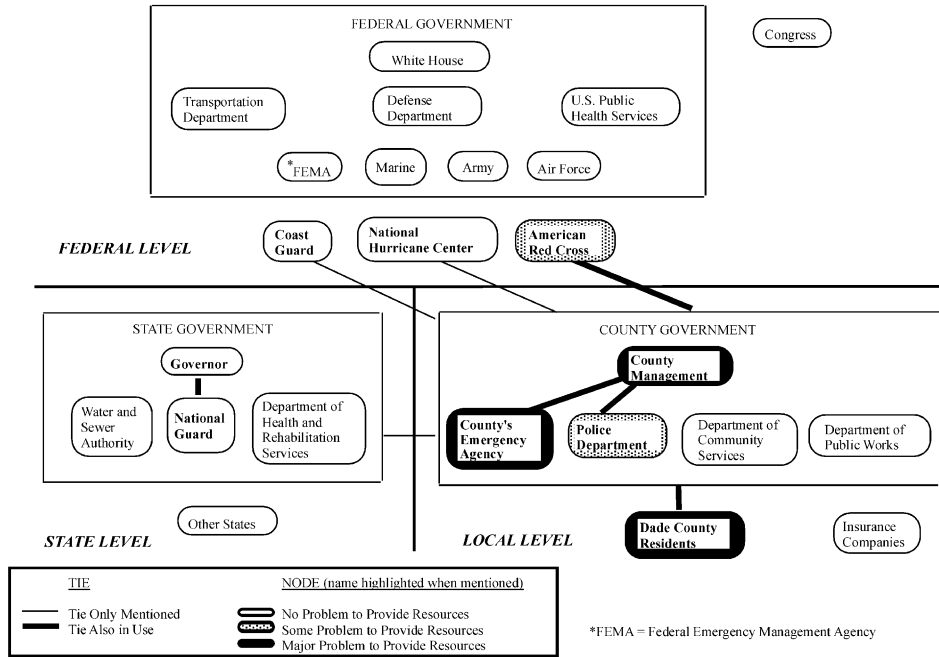 FEDERAL GOVERNMENT
White House
Congress
Transportation
Department
Defense
Department
U.S. Public
Health Services
*FEMA
Marine
Army
Air Force
FEDERAL LEVEL
Coast
Guard
National
Hurricane Center
American
Red Cross
STATE GOVERNMENT
Governor
Water and
Sewer
Authority
National
Guard
Department of
Health and
Rehabilitation
Services
Other States
STATE LEVEL
COUNTY GOVERNMENT
County
Management
County's
Emergency
Agency
Police
Department
Department of
Community
Services
Department of
Public Works
LOCAL LEVEL
Dade County
Residents
Insurance
Companies
TIE
Tie Only Mentioned
Tie Also in Use
NODE (name highlighted when mentioned)
No Problem to Provide Resources
Some Problem to Provide Resources
Major Problem to Provide Resources
*FEMA = Federal Emergency Management Agency